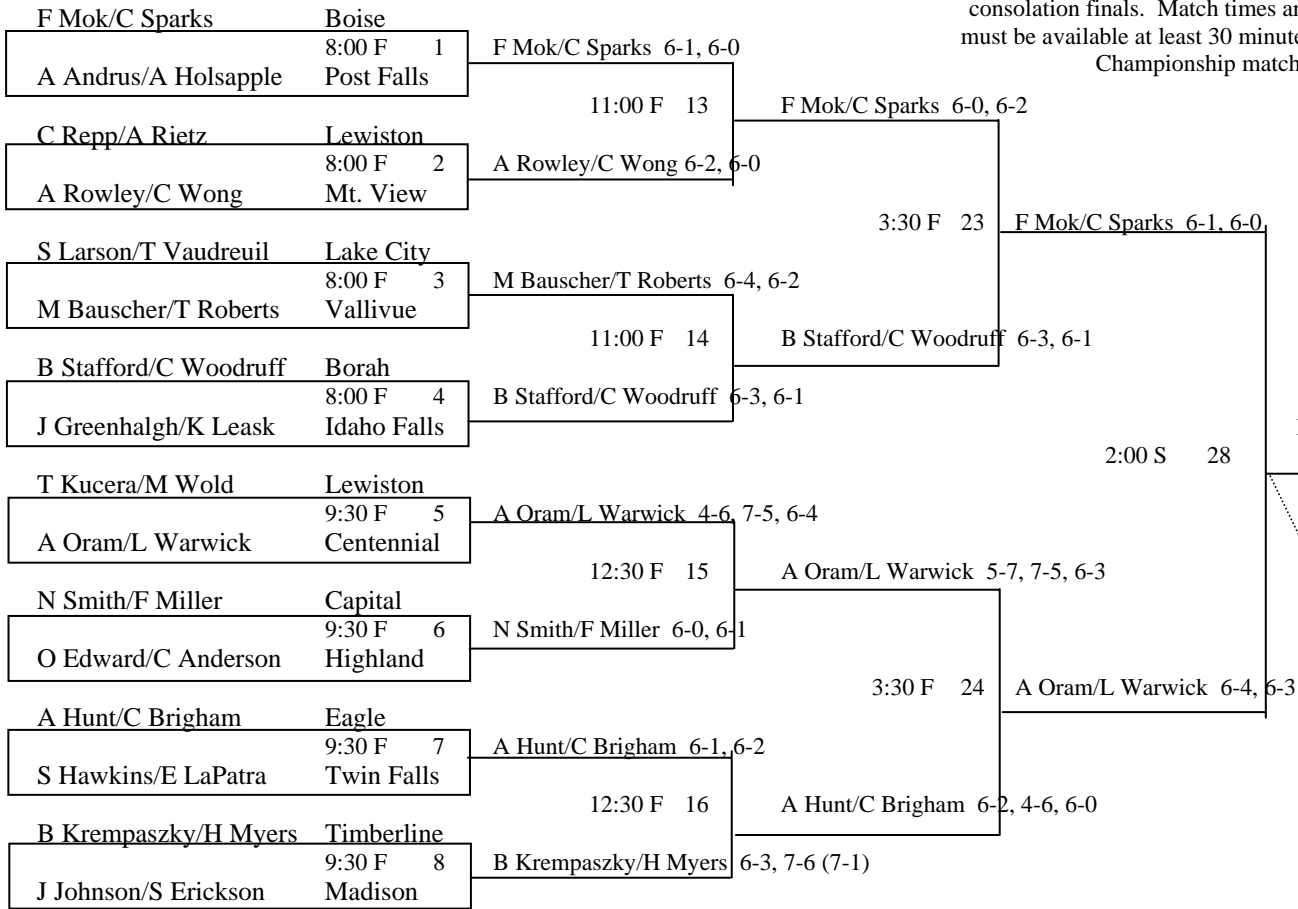 consolation finals. Match times
must be available at least 30
Championship match
F Mok/C Sparks Boise
8:00 F 1
A Andrus/A Holsapple Post Falls
F Mok/C Sparks 6-1, 6-0
11:00 F 13
F Mok/C Sparks 6-0, 6-2
C Repp/A Rietz Lewiston
8:00 F 2
A Rowley/C Wong Mt. View
A Rowley/C Wong 6-2, 6-0
3:30 F 23
F Mok/C Sparks 6-1, 6-0
S Larson/T Vaudreuil Lake City
8:00 F 3
M Bauscher/T Roberts Vallivue
M Bauscher/T Roberts 6-4, 6-2
11:00 F 14
B Stafford/C Woodruff 6-3, 6-1
B Stafford/C Woodruff Borah
8:00 F 4
J Greenhalgh/K Leask Idaho Falls
B Stafford/C Woodruff 6-3, 6-1
2:00 S 28
T Kucera/M Wold Lewiston
9:30 F 5
A Oram/L Warwick Centennial
A Oram/L Warwick 4-6, 7-5, 6-4
12:30 F 15
A Oram/L Warwick 5-7, 7-5, 6-3
N Smith/F Miller Capital
9:30 F 6
O Edward/C Anderson Highland
N Smith/F Miller 6-0, 6-1
3:30 F 24
A Oram/L Warwick 6-4, 6-3
A Hunt/C Brigham Eagle
9:30 F 7
S Hawkins/E LaPatra Twin Falls
A Hunt/C Brigham 6-1, 6-2
12:30 F 16
A Hunt/C Brigham 6-2, 4-6, 6-0
B Krempaszky/H Myers Timberline
9:30 F 8
J Johnson/S Erickson Madison
B Krempaszky/H Myers 6-3, 7-6 (7-1)